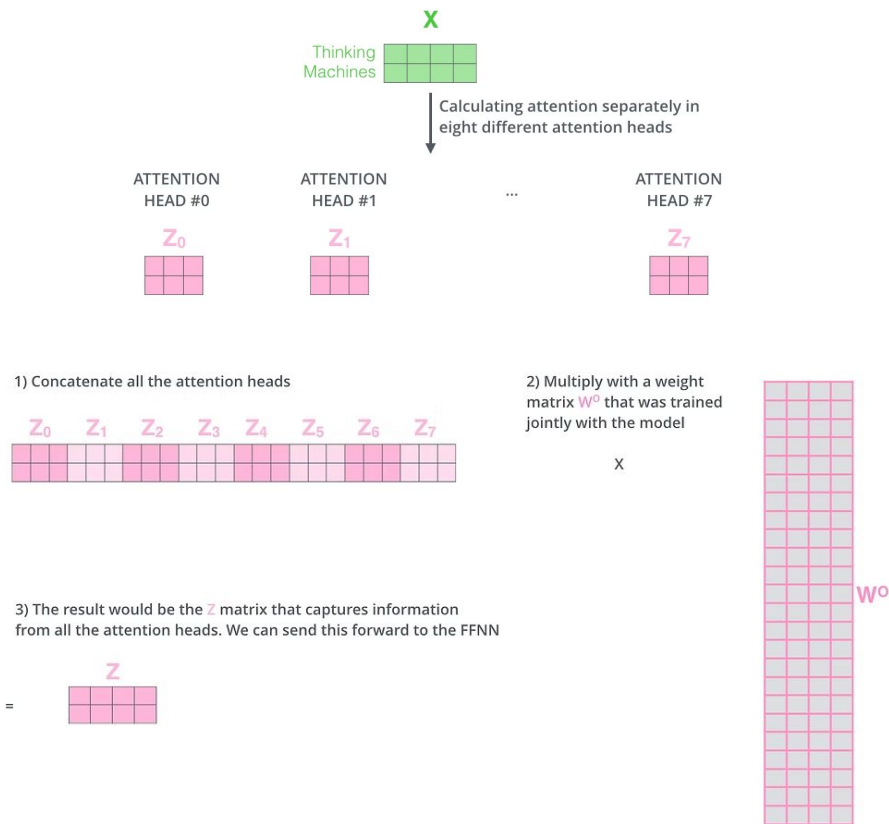 X
Thinking
Machines
Calculating attention separately in
eight different attention heads
ATTENTION
HEAD #0
ATTENTION
HEAD #1
...
ATTENTION
HEAD #7
Z0
Z1
Z7
1) Concatenate all the attention heads
Z0 Z1 Z2 Z3 Z4 Z5 Z6 Z7
2) Multiply with a weight
matrix WO that was trained
jointly with the model
X
WO
3) The result would be the Z matrix that captures information
from all the attention heads. We can send this forward to the FFNN
Z
=